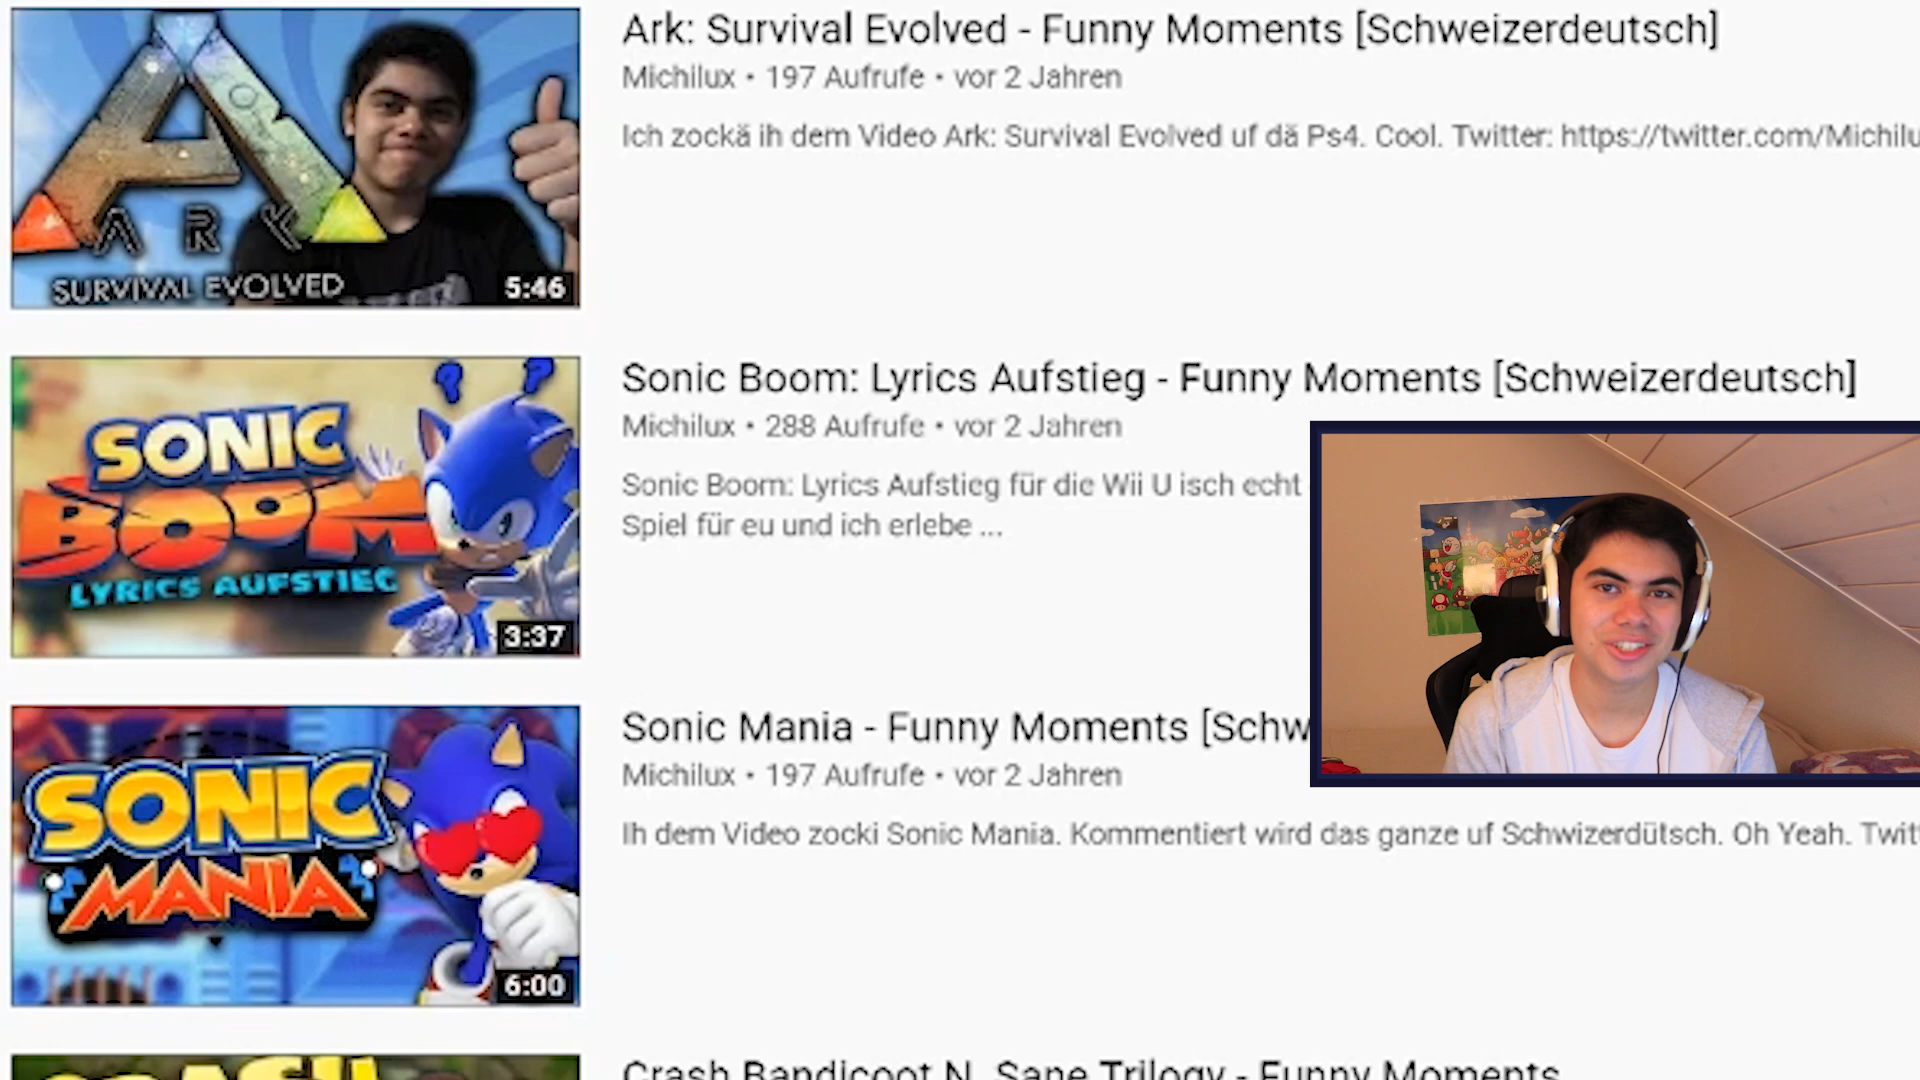 Ark: Survival Evolved - Funny Moments [Schweizerdeutsch]
Michilux • 197 Aufrufe • vor 2 Jahren
Ich zockä ih dem Video Ark: Survival Evolved uf dä Ps4. Cool. Twitter: https://twitter.com/Michilu
ARK
SURVIVAL EVOLVED
5:46
Sonic Boom: Lyrics Aufstieg - Funny Moments [Schweizerdeutsch]
Michilux • 288 Aufrufe • vor 2 Jahren
Sonic Boom: Lyrics Aufstieg für die Wii U isch echt
Spiel für eu und ich erlebe ...
SONIC
BOOM
LYRICS AUFSTIEG
3:37
Sonic Mania - Funny Moments [Schw
Michilux • 197 Aufrufe • vor 2 Jahren
Ih dem Video zocki Sonic Mania. Kommentiert wird das ganze uf Schwizerdütsch. Oh Yeah. Twitt
SONIC
MANIA
6:00
Crash Bandicoot N. Sane Trilogy - Funny Moments